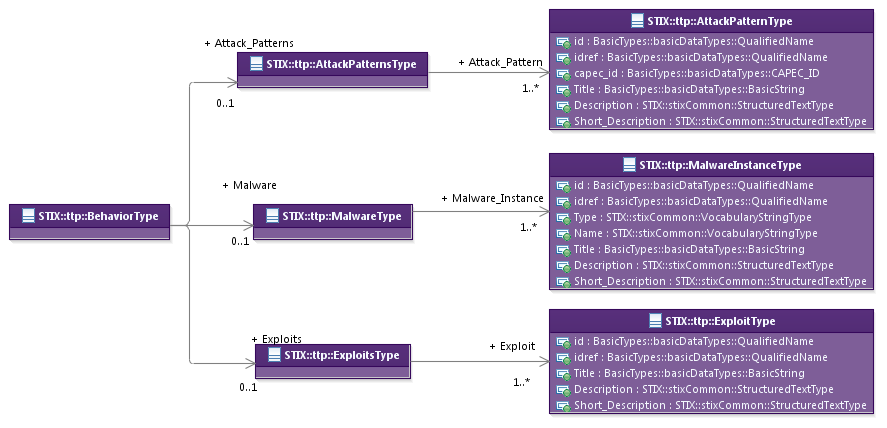 + Attack_Patterns
STIX::ttp::AttackPatternsType
0..1
+ Attack_Pattern
1..*
STIX::ttp::AttackPatternType
id : BasicTypes::basicDataTypes::QualifiedName
idref : BasicTypes::basicDataTypes::QualifiedName
capec_id : BasicTypes::basicDataTypes::CAPEC_ID
Title : BasicTypes::basicDataTypes::BasicString
Description : STIX::stixCommon::StructuredTextType
Short_Description : STIX::stixCommon::StructuredTextType
STIX::ttp::BehaviorType
+ Malware
STIX::ttp::MalwareType
0..1
+ Malware_Instance
1..*
STIX::ttp::MalwareInstanceType
id : BasicTypes::basicDataTypes::QualifiedName
idref : BasicTypes::basicDataTypes::QualifiedName
Type : STIX::stixCommon::VocabularyStringType
Name : STIX::stixCommon::VocabularyStringType
Title : BasicTypes::basicDataTypes::BasicString
Description : STIX::stixCommon::StructuredTextType
Short_Description : STIX::stixCommon::StructuredTextType
+ Exploits
STIX::ttp::ExploitsType
0..1
+ Exploit
1..*
STIX::ttp::ExploitType
id : BasicTypes::basicDataTypes::QualifiedName
idref : BasicTypes::basicDataTypes::QualifiedName
Title : BasicTypes::basicDataTypes::BasicString
Description : STIX::stixCommon::StructuredTextType
Short_Description : STIX::stixCommon::StructuredTextType